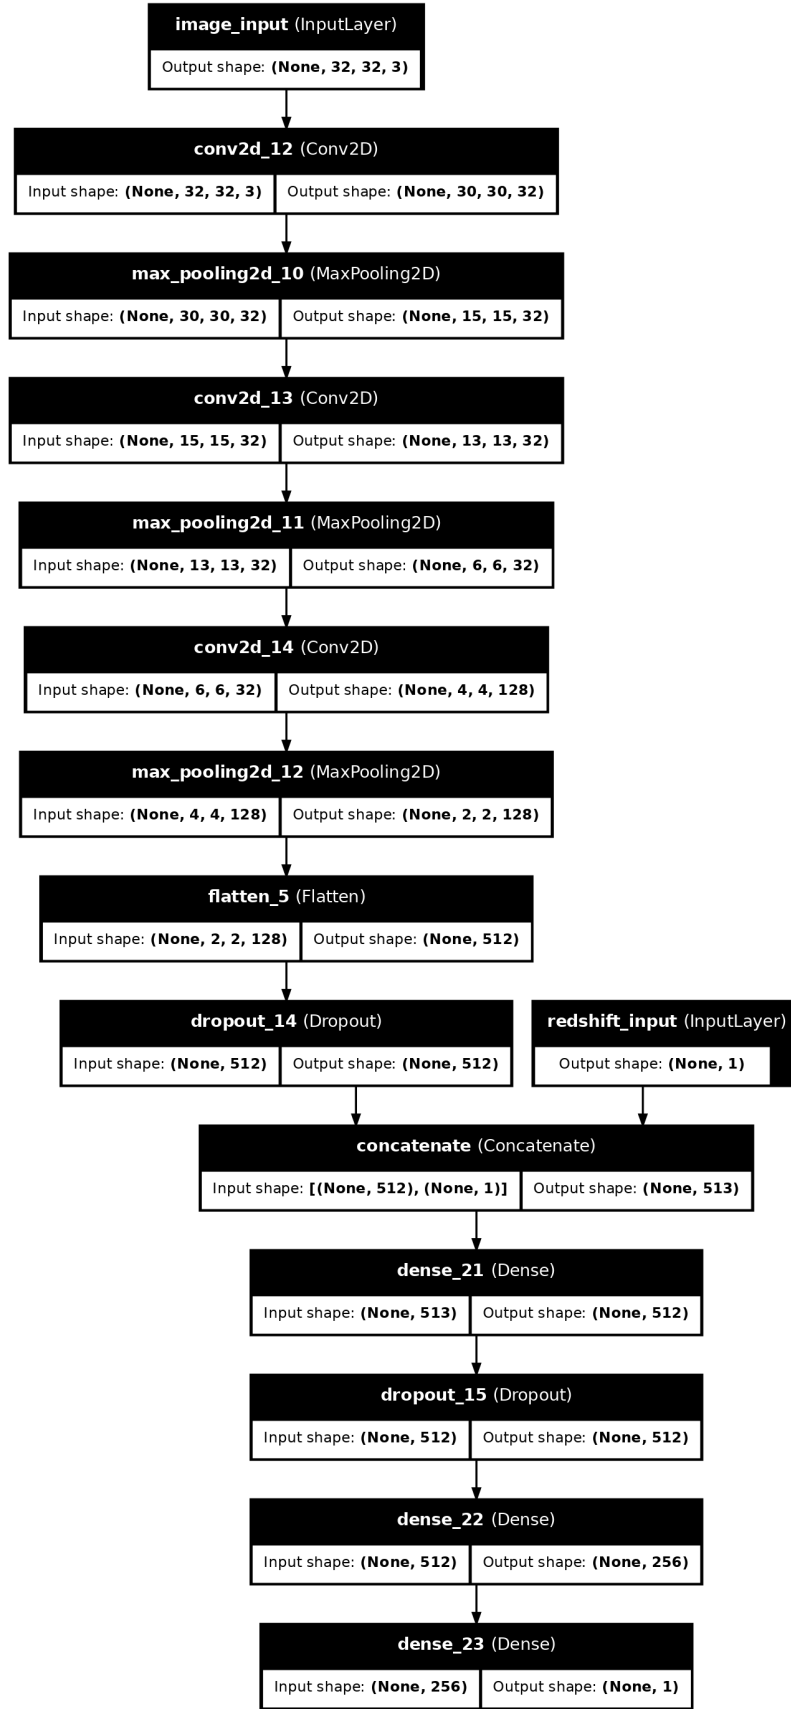 image_input (InputLayer)
Output shape: (None, 32, 32, 3)
conv2d_12 (Conv2D)
Input shape: (None, 32, 32, 3) Output shape: (None, 30, 30, 32)
max_pooling2d_10 (MaxPooling2D)
Input shape: (None, 30, 30, 32) Output shape: (None, 15, 15, 32)
conv2d_13 (Conv2D)
Input shape: (None, 15, 15, 32) Output shape: (None, 13, 13, 32)
max_pooling2d_11 (MaxPooling2D)
Input shape: (None, 13, 13, 32) Output shape: (None, 6, 6, 32)
conv2d_14 (Conv2D)
Input shape: (None, 6, 6, 32) Output shape: (None, 4, 4, 128)
max_pooling2d_12 (MaxPooling2D)
Input shape: (None, 4, 4, 128) Output shape: (None, 2, 2, 128)
flatten_5 (Flatten)
Input shape: (None, 2, 2, 128) Output shape: (None, 512)
dropout_14 (Dropout)
Input shape: (None, 512) Output shape: (None, 512)
redshift_input (InputLayer)
Output shape: (None, 1)
concatenate (Concatenate)
Input shape: [(None, 512), (None, 1)] Output shape: (None, 513)
dense_21 (Dense)
Input shape: (None, 513) Output shape: (None, 512)
dropout_15 (Dropout)
Input shape: (None, 512) Output shape: (None, 512)
dense_22 (Dense)
Input shape: (None, 512) Output shape: (None, 256)
dense_23 (Dense)
Input shape: (None, 256) Output shape: (None, 1)